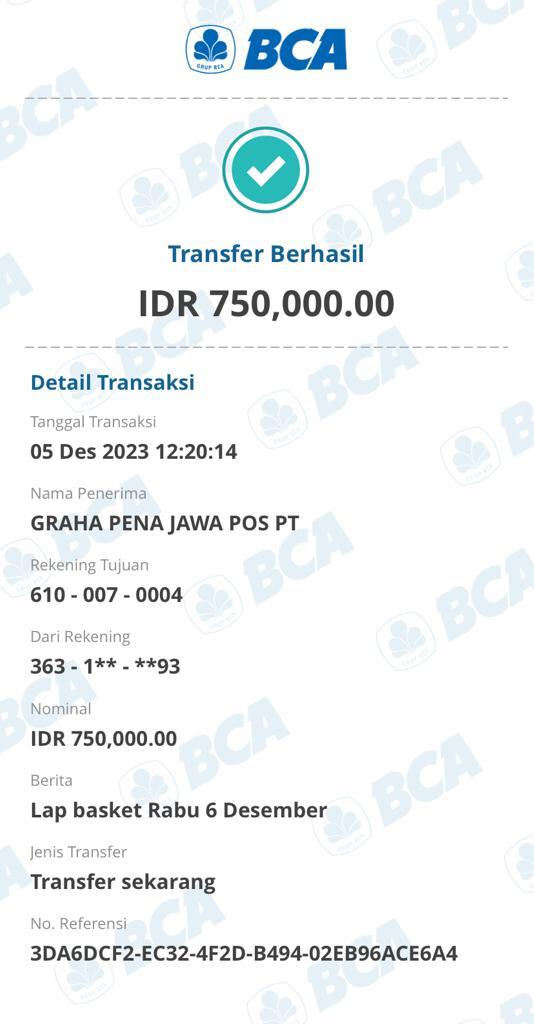 GRUP BCA
BCA
Transfer Berhasil
IDR 750,000.00
Detail Transaksi
Tanggal Transaksi
05 Des 2023 12:20:14
Nama Penerima
GRAHA PENA JAWA POS PT
Rekening Tujuan
610 - 007 - 0004
Dari Rekening
363 - 1** - **93
Nominal
IDR 750,000.00
Berita
Lap basket Rabu 6 Desember
Jenis Transfer
Transfer sekarang
No. Referensi
3DA6DCF2-EC32-4F2D-B494-02EB96ACE6A4